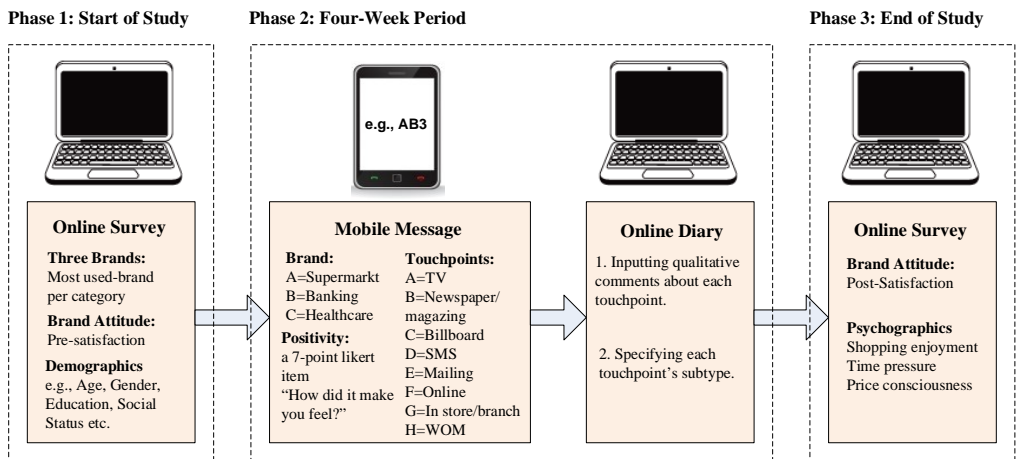 Phase 1: Start of Study
Phase 2: Four-Week Period
Phase 3: End of Study
Online Survey
Three Brands:
Most used-brand
per category
Brand Attitude:
Pre-satisfaction
Demographics
e.g., Age, Gender,
Education, Social
Status etc.
e.g., AB3
Mobile Message
Brand:
A=Supermarkt
B=Banking
C=Healthcare
Positivity:
a 7-point likert
item
“How did it make
you feel?”
Touchpoints:
A=TV
B=Newspaper/
magazing
C=Billboard
D=SMS
E=Mailing
F=Online
G=In store/branch
H=WOM
Online Diary
1. Inputting qualitative
comments about each
touchpoint.
2. Specifying each
touchpoint’s subtype.
Online Survey
Brand Attitude:
Post-Satisfaction
Psychographics
Shopping enjoyment
Time pressure
Price consciousness